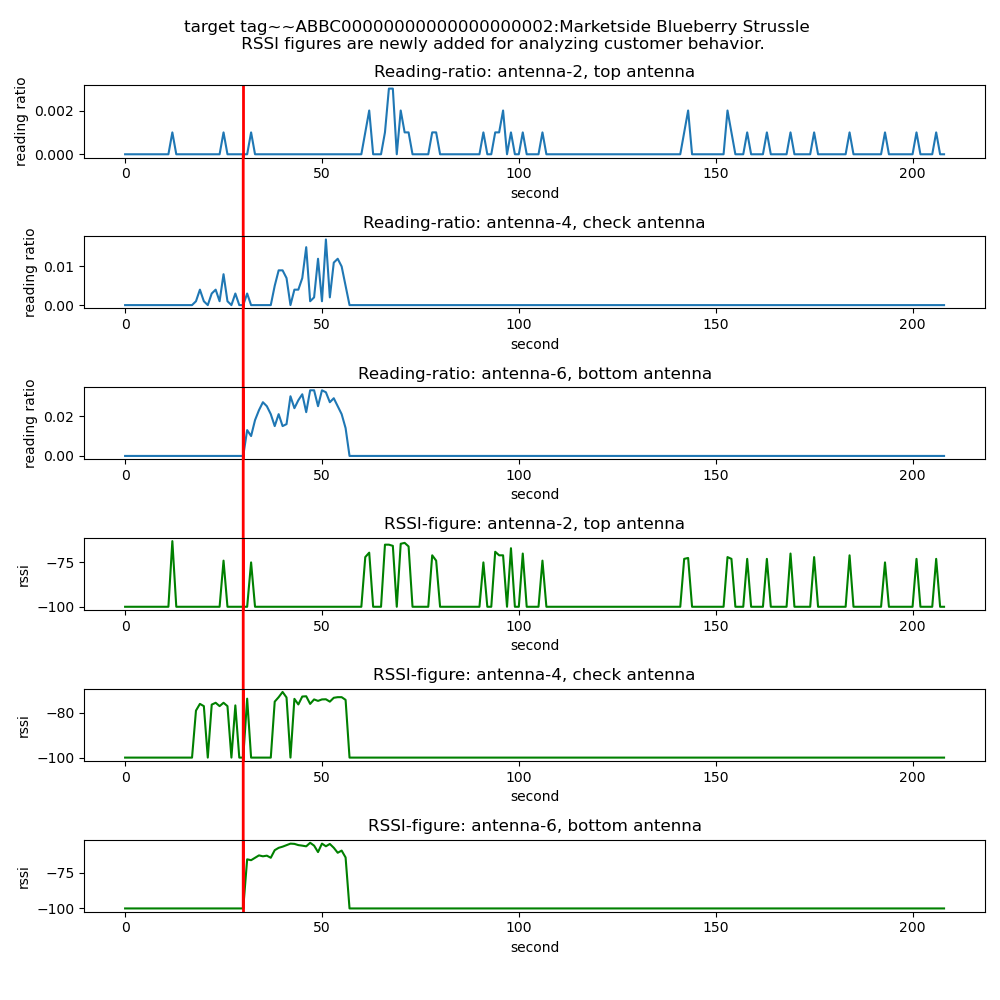 target tag~~ABBC00000000000000000002:Marketside Blueberry Strussle
RSSI figures are newly added for analyzing customer behavior.
Reading-ratio: antenna-2, top antenna
reading ratio
0.002
0.000
0 50 100 150 200
second
Reading-ratio: antenna-4, check antenna
reading ratio
0.01
0.00
0 50 100 150 200
second
Reading-ratio: antenna-6, bottom antenna
reading ratio
0.02
0.00
0 50 100 150 200
second
RSSI-figure: antenna-2, top antenna
rssi
−75
−100
0 50 100 150 200
second
RSSI-figure: antenna-4, check antenna
rssi
−80
−100
0 50 100 150 200
second
RSSI-figure: antenna-6, bottom antenna
rssi
−75
−100
0 50 100 150 200
second